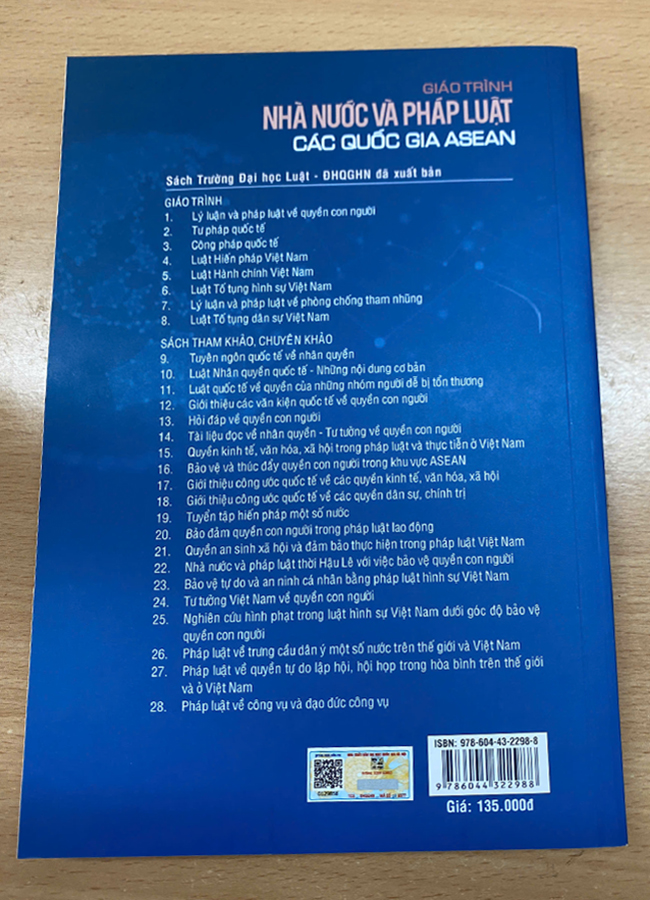 GIÁO TRÌNH
NHÀ NƯỚC VÀ PHÁP LUẬT
CÁC QUỐC GIA ASEAN
Sách Trường Đại học Luật - ĐHQGHN đã xuất bản
GIÁO TRÌNH
1. Lý luận và pháp luật về quyền con người
2. Tư pháp quốc tế
3. Công pháp quốc tế
4. Luật Hiến pháp Việt Nam
5. Luật Hành chính Việt Nam
6. Luật Tố tụng hình sự Việt Nam
7. Lý luận và pháp luật về phòng chống tham nhũng
8. Luật Tố tụng dân sự Việt Nam
SÁCH THAM KHẢO, CHUYÊN KHẢO
9. Tuyên ngôn quốc tế về nhân quyền
10. Luật Nhân quyền quốc tế - Những nội dung cơ bản
11. Luật quốc tế về quyền của những nhóm người dễ bị tổn thương
12. Giới thiệu các văn kiện quốc tế về quyền con người
13. Hỏi đáp về quyền con người
14. Tài liệu đọc về nhân quyền - Tư tưởng về quyền con người
15. Quyền kinh tế, văn hóa, xã hội trong pháp luật và thực tiễn ở Việt Nam
16. Bảo vệ và thúc đẩy quyền con người trong khu vực ASEAN
17. Giới thiệu công ước quốc tế về các quyền kinh tế, văn hóa, xã hội
18. Giới thiệu công ước quốc tế về các quyền dân sự, chính trị
19. Tuyển tập hiến pháp một số nước
20. Bảo đảm quyền con người trong pháp luật lao động
21. Quyền an sinh xã hội và đảm bảo thực hiện trong pháp luật Việt Nam
22. Nhà nước và pháp luật thời Hậu Lê với việc bảo vệ quyền con người
23. Bảo vệ tự do và an ninh cá nhân bằng pháp luật hình sự Việt Nam
24. Tư tưởng Việt Nam về quyền con người
25. Nghiên cứu hình phạt trong luật hình sự Việt Nam dưới góc độ bảo vệ
quyền con người
26. Pháp luật về trưng cầu dân ý một số nước trên thế giới và Việt Nam
27. Pháp luật về quyền tự do lập hội, hội họp trong hòa bình trên thế giới
và ở Việt Nam
28. Pháp luật về công vụ và đạo đức công vụ
ISBN: 978-604-43-2298-8
9 786044 322988
Giá: 135.000đ